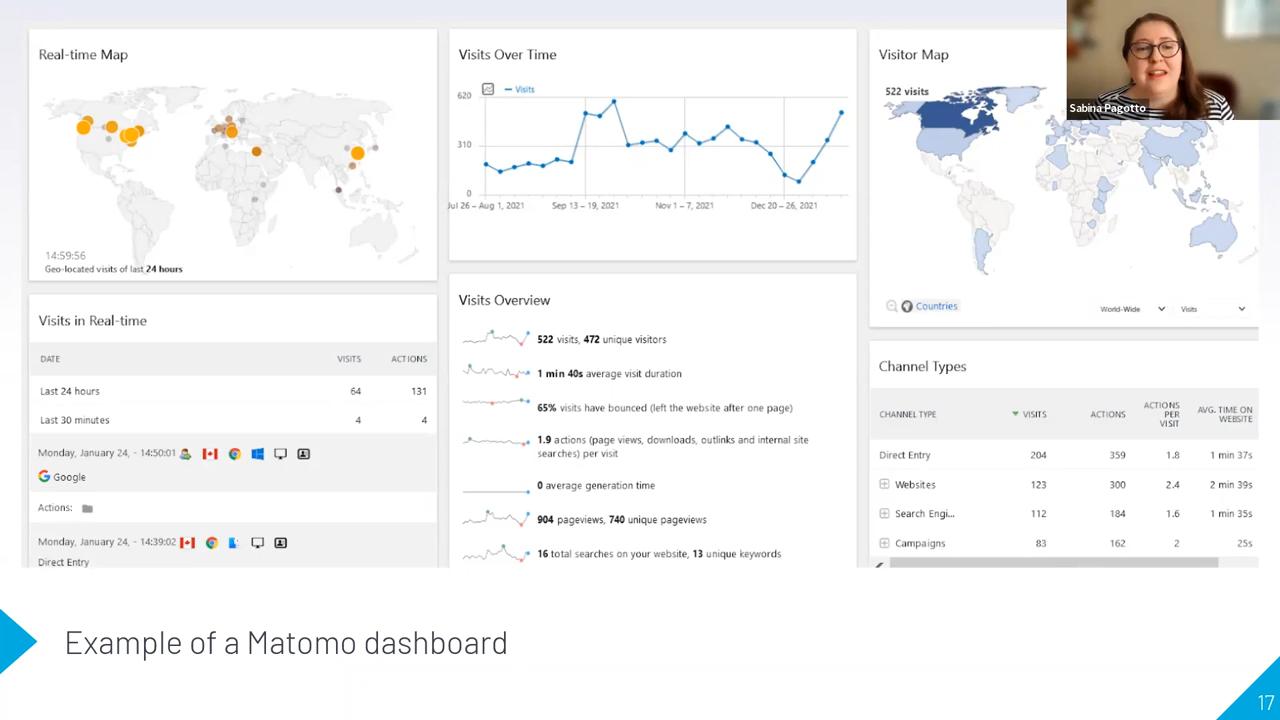 Real-time Map
14:59:56
Geo-located visits of last 24 hours
Visits in Real-time
DATE VISITS ACTIONS
Last 24 hours 64 131
Last 30 minutes 4 4
Monday, January 24, - 14:50:01
Google
Actions:
Monday, January 24, - 14:39:02
Direct Entry
Visits Over Time
Visits
620
310
0
Jul 26 – Aug 1, 2021 Sep 13 – 19, 2021 Nov 1 – 7, 2021 Dec 20 – 26, 2021
Visits Overview
522 visits, 472 unique visitors
1 min 40s average visit duration
65% visits have bounced (left the website after one page)
1.9 actions (page views, downloads, outlinks and internal site
searches) per visit
0 average generation time
904 pageviews, 740 unique pageviews
16 total searches on your website, 13 unique keywords
Visitor Map
522 visits
Countries
World-Wide Visits
Channel Types
CHANNEL TYPE VISITS ACTIONS ACTIONS PER VISIT AVG. TIME ON WEBSITE
Direct Entry 204 359 1.8 1 min 37s
Websites 123 300 2.4 2 min 39s
Search Engi... 112 184 1.6 1 min 35s
Campaigns 83 162 2 25s
Sabina Pagotto
Example of a Matomo dashboard
17